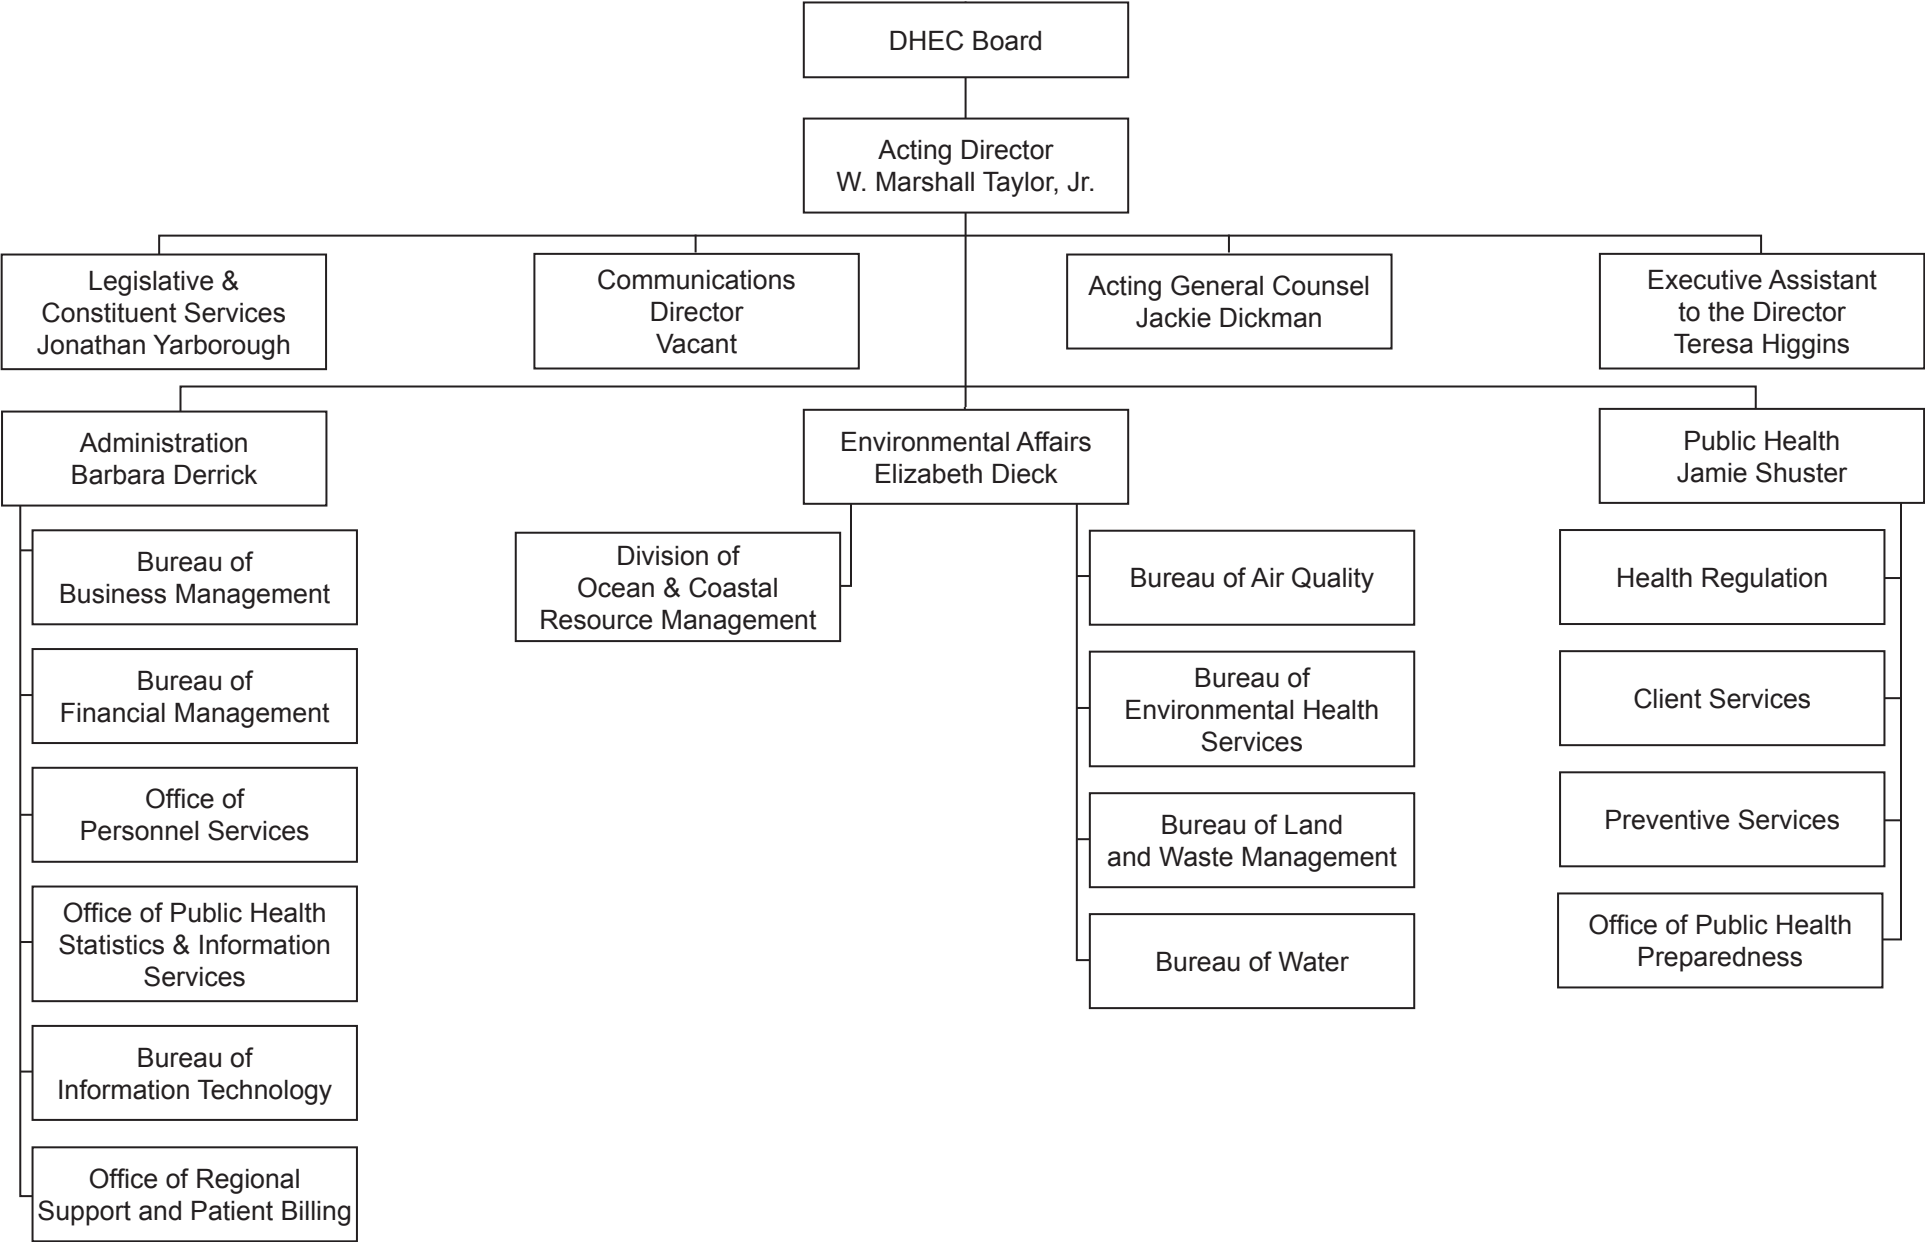 DHEC Board
Acting Director
W. Marshall Taylor, Jr.
Legislative &
Constituent Services
Jonathan Yarborough
Communications
Director
Vacant
Acting General Counsel
Jackie Dickman
Executive Assistant
to the Director
Teresa Higgins
Administration
Barbara Derrick
Environmental Affairs
Elizabeth Dieck
Public Health
Jamie Shuster
Bureau of
Business Management
Bureau of
Financial Management
Office of
Personnel Services
Office of Public Health
Statistics & Information
Services
Bureau of
Information Technology
Office of Regional
Support and Patient Billing
Division of
Ocean & Coastal
Resource Management
Bureau of Air Quality
Bureau of
Environmental Health
Services
Bureau of Land
and Waste Management
Bureau of Water
Health Regulation
Client Services
Preventive Services
Office of Public Health
Preparedness